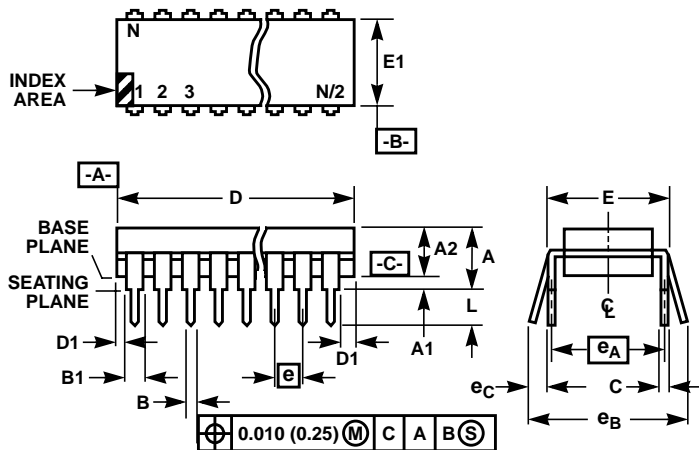 N
E1
INDEX
AREA
1 2 3 N/2
-B-
-A-
D
E
BASE
PLANE
A2 A
-C-
SEATING
PLANE
L
C
L
D1
A1
D1
eA
B1
e
eC
C
B
eB
0.010 (0.25) M C A B S